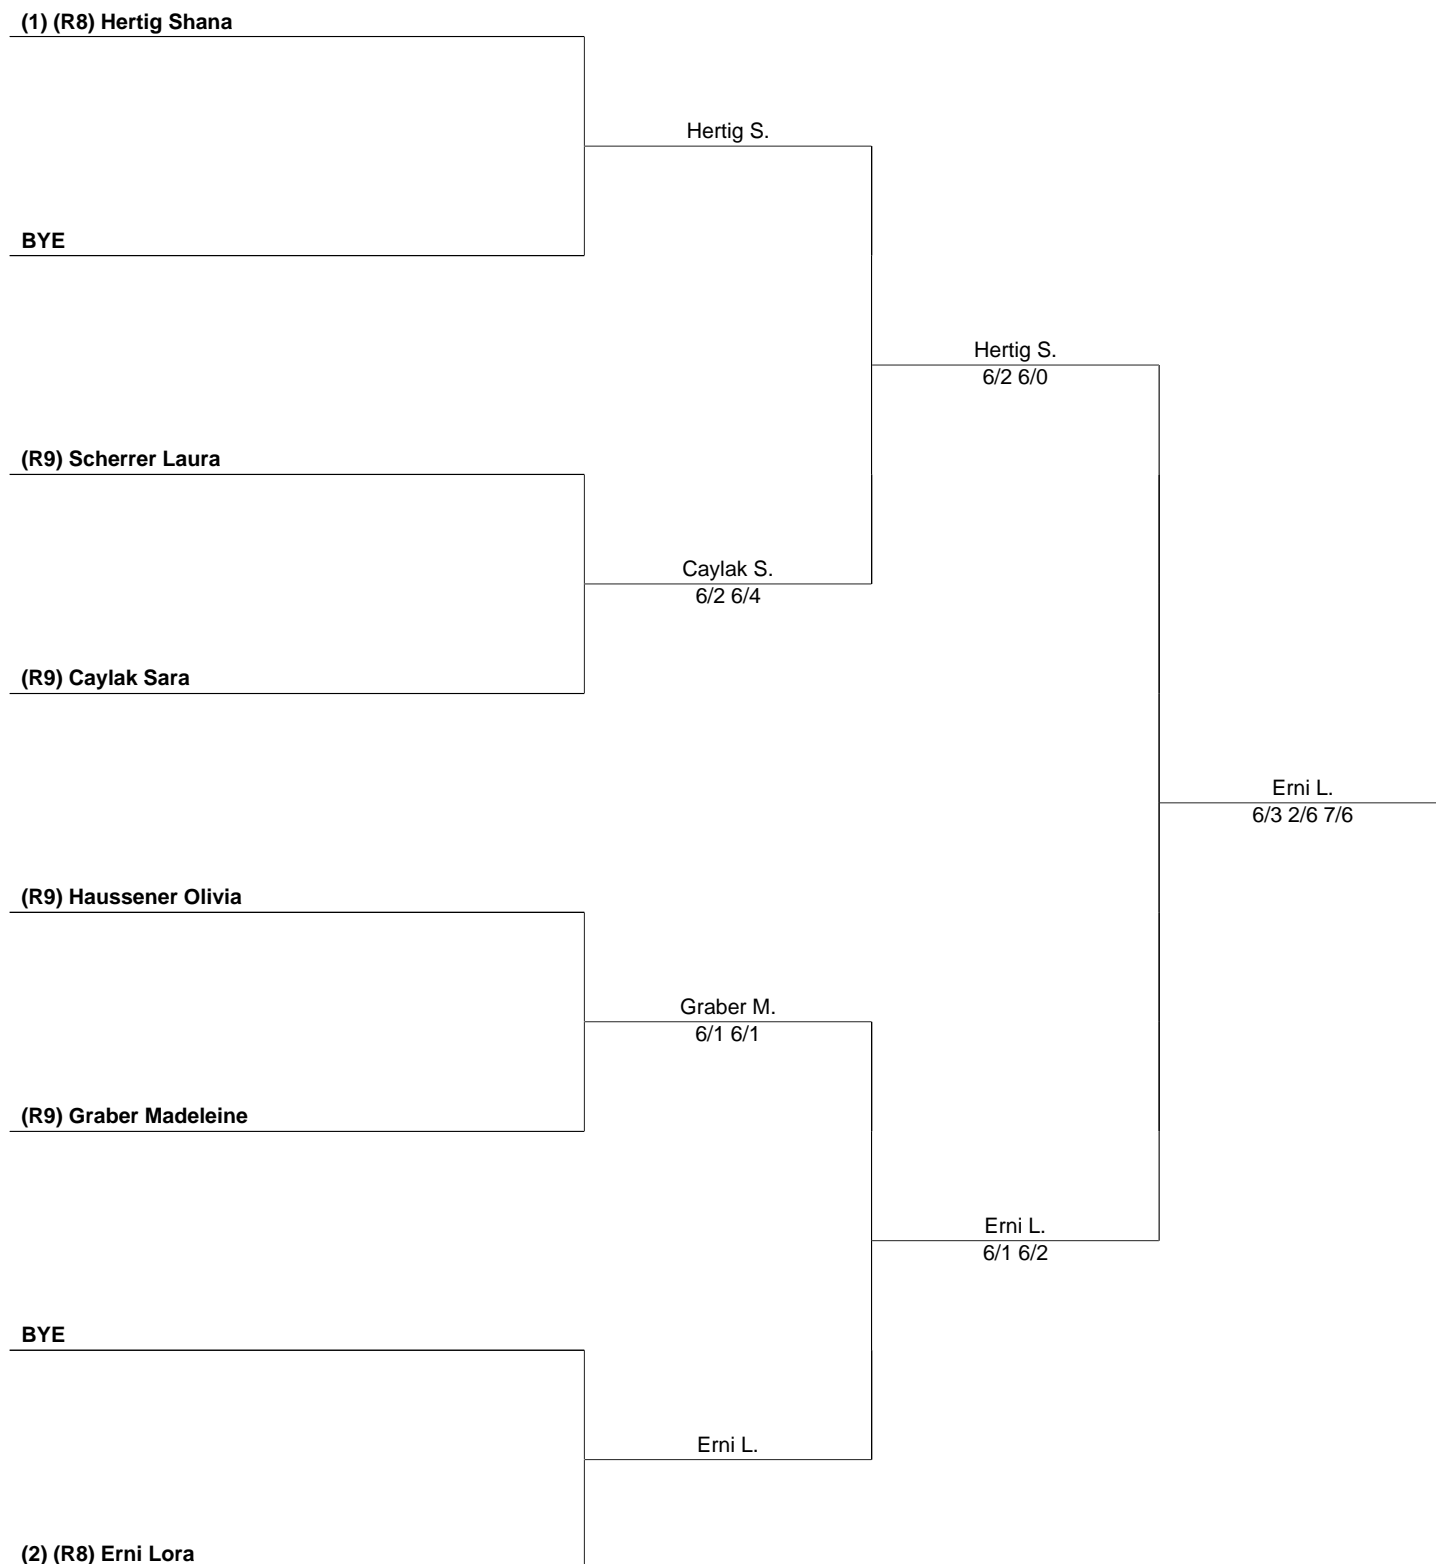 (1) (R8) Hertig Shana
Hertig S.
BYE
Hertig S.
6/2 6/0
(R9) Scherrer Laura
Caylak S.
6/2 6/4
(R9) Caylak Sara
Erni L.
6/3 2/6 7/6
(R9) Haussener Olivia
Graber M.
6/1 6/1
(R9) Graber Madeleine
Erni L.
6/1 6/2
BYE
Erni L.
(2) (R8) Erni Lora